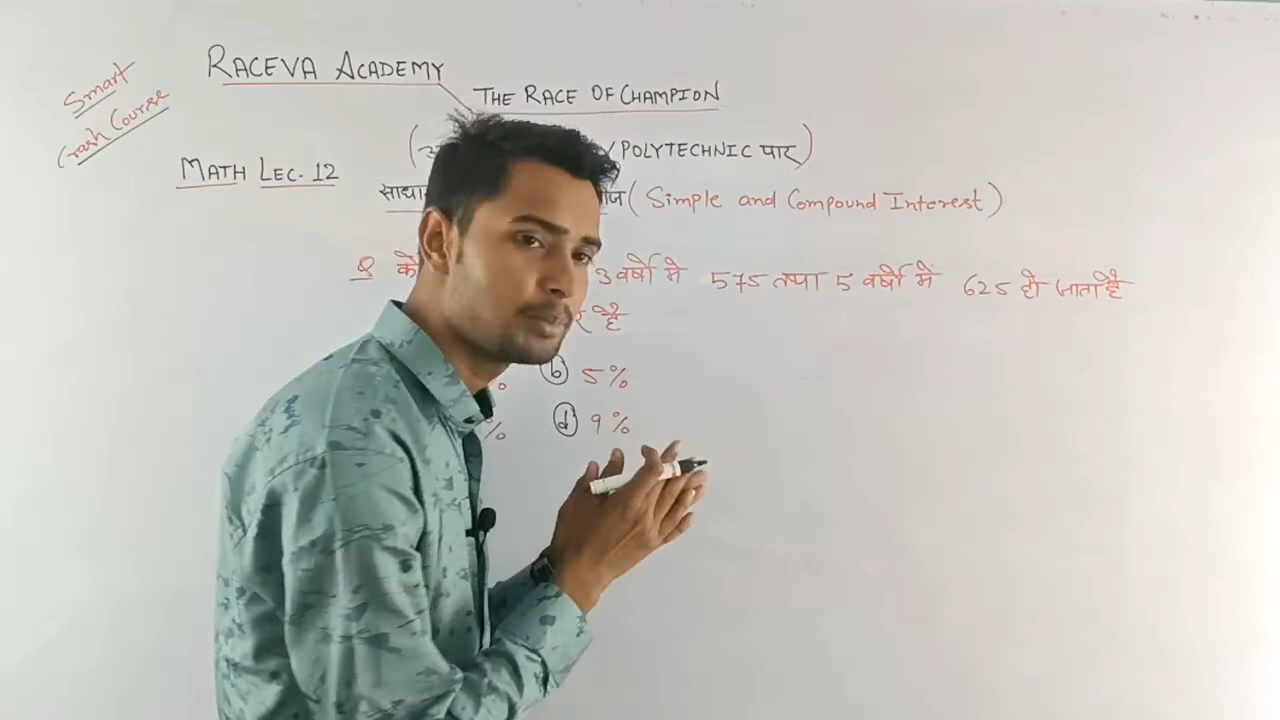 RACEVA ACADEMY
THE RACE OF CHAMPION
Smart
Crash Course
/POLYTECHNIC पार)
MATH LEC. 12
(Simple and Compound Interest)
Q 3 वर्षो मे 575 तथा 5 वर्षो में 625 हो जाता है
है
(b) 5%
% (d) 9%